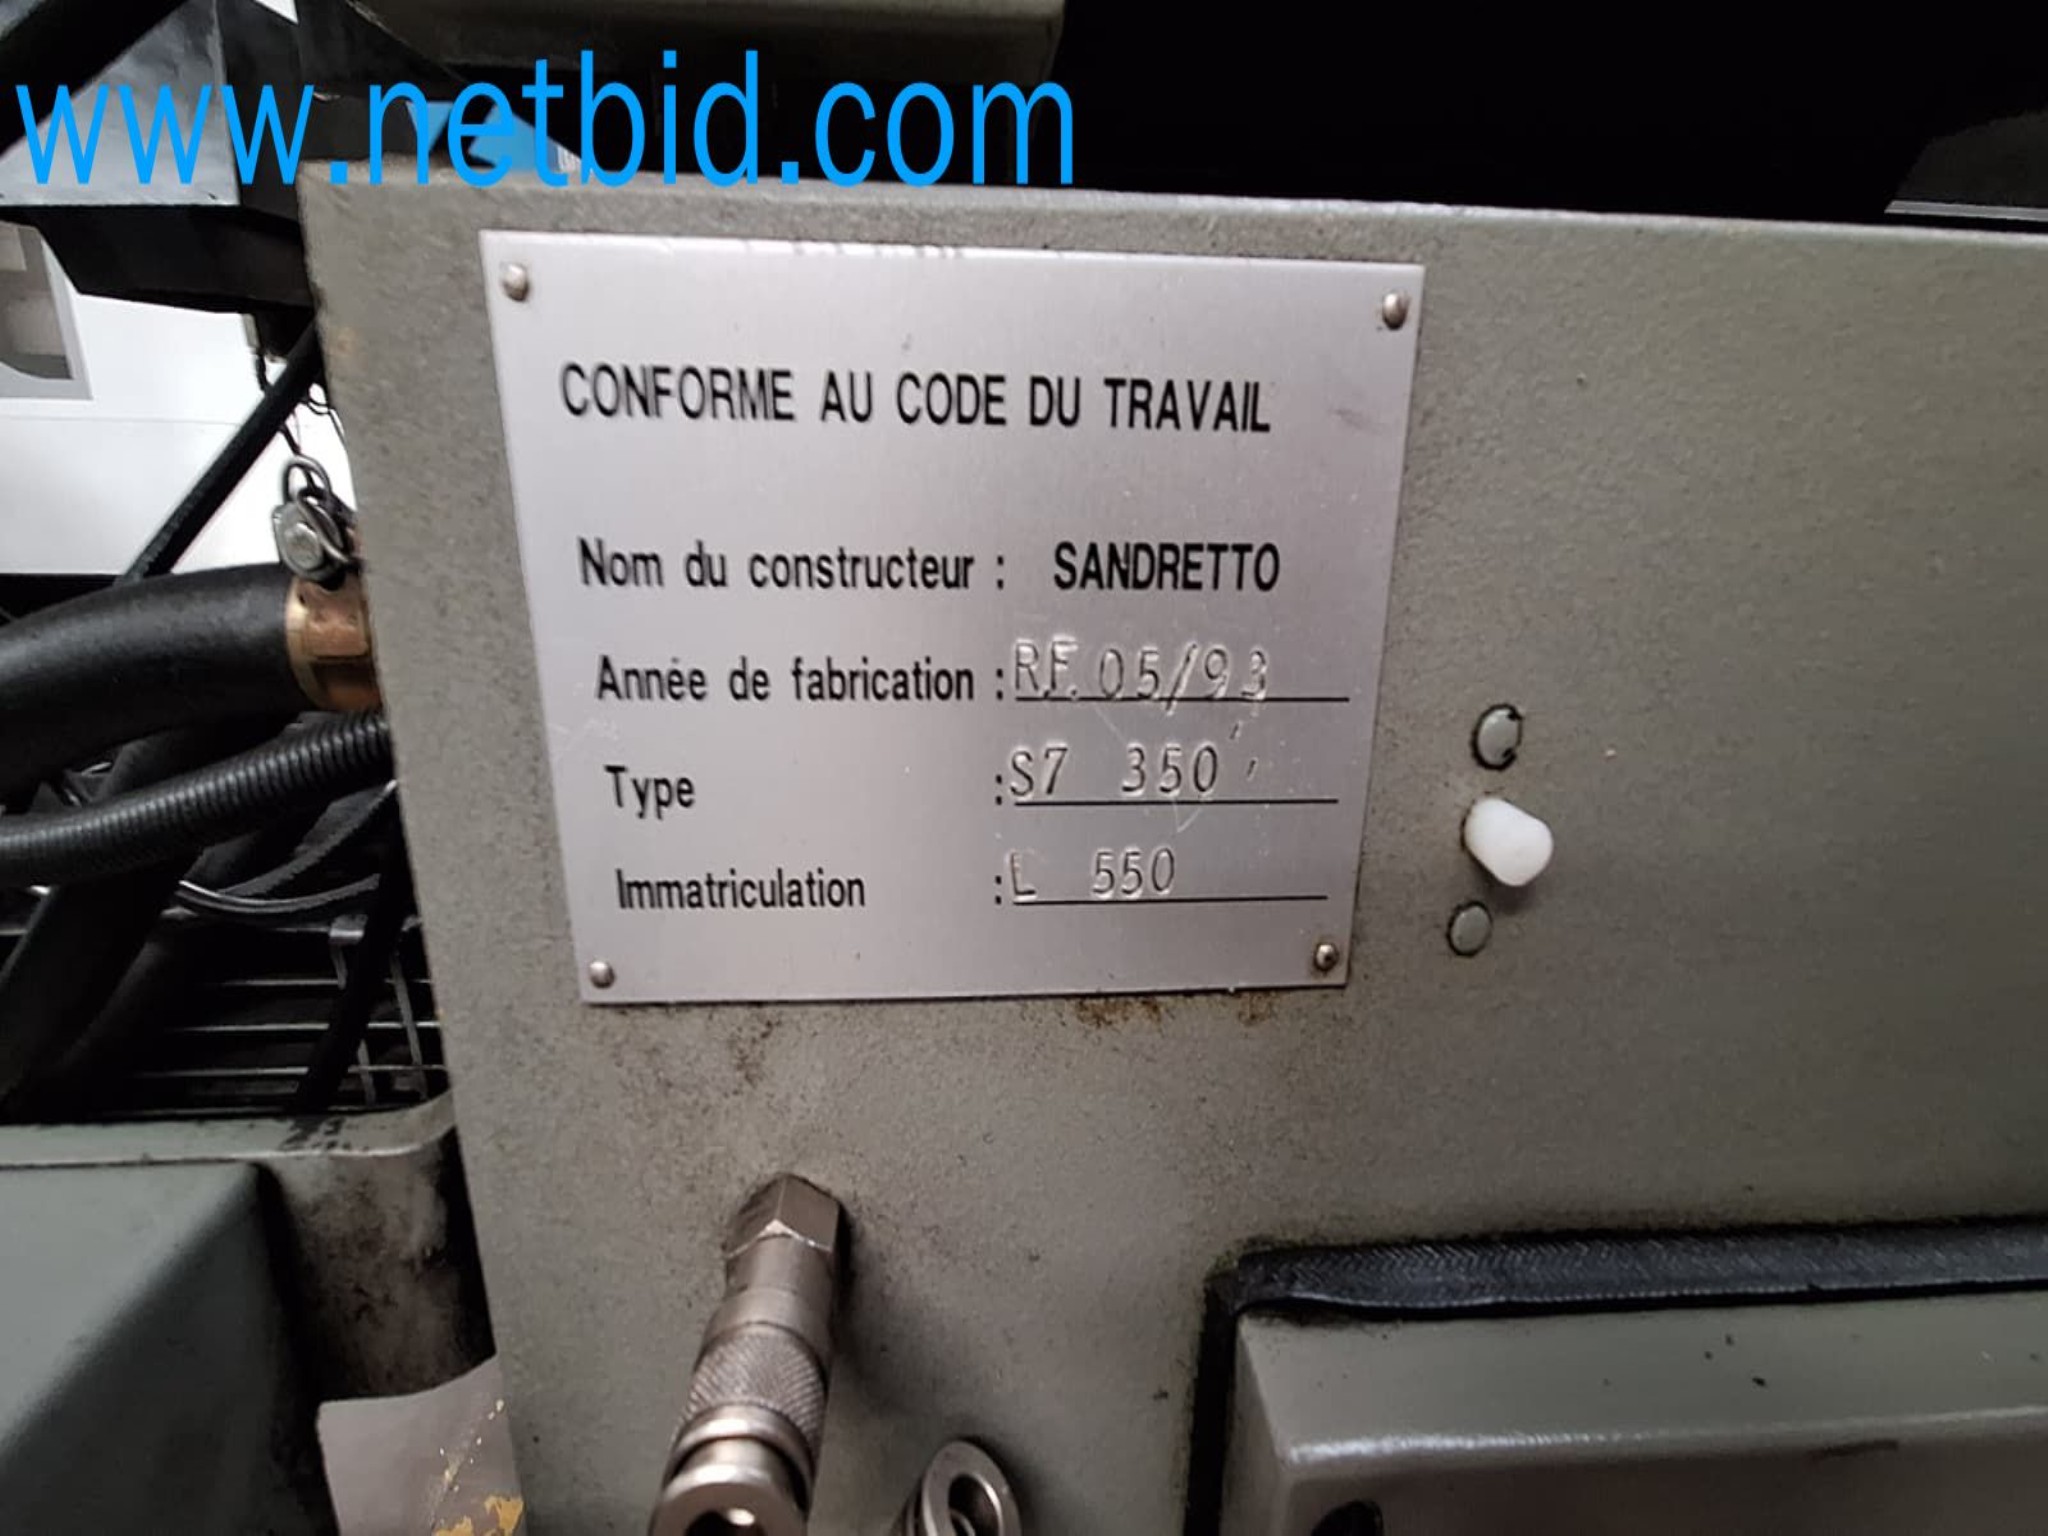 www.netbid.com
CONFORME AU CODE DU TRAVAIL
Nom du constructeur : SANDRETTO
Année de fabrication : RF. 05/93
Type : S7 350
Immatriculation : L 550